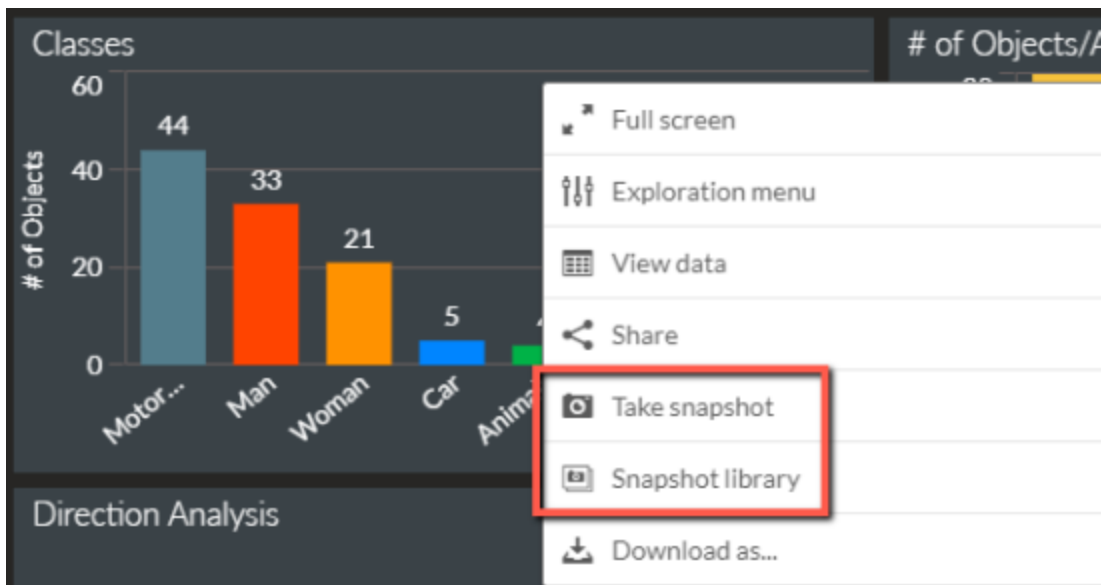 Classes
# of Objects/A
# of Objects
60
40
20
0
44
33
21
5
Motor...
Man
Woman
Car
Full screen
Exploration menu
View data
Share
Take snapshot
Snapshot library
Download as...
Direction Analysis